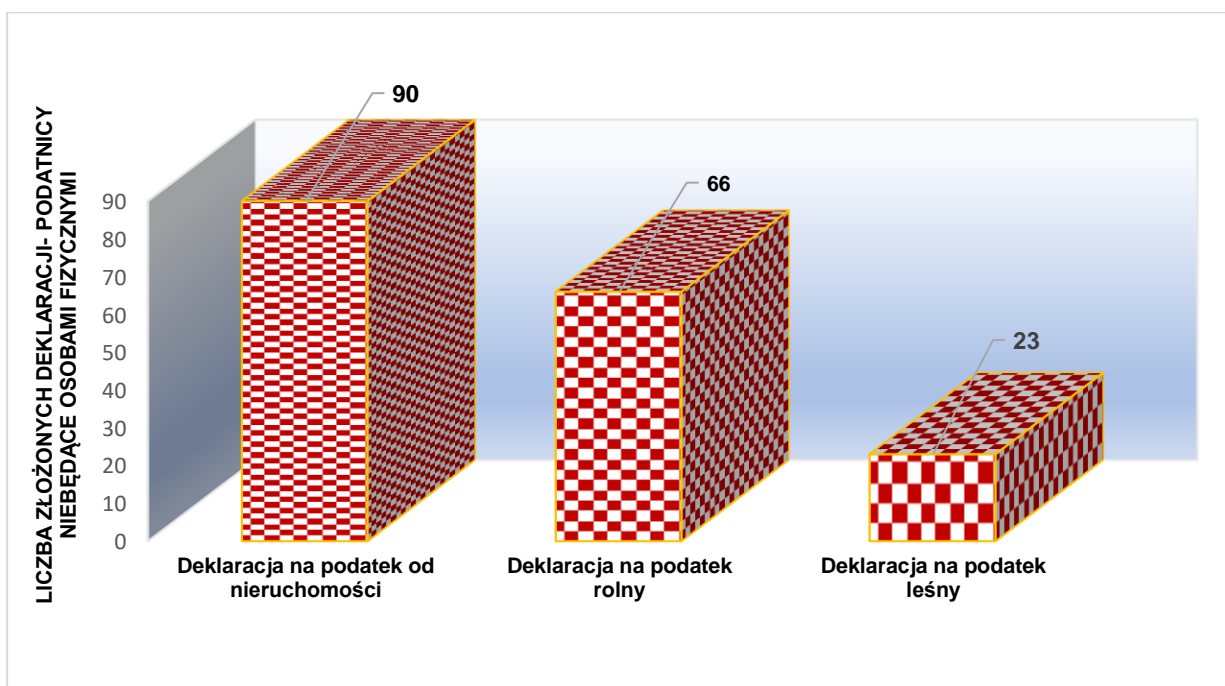 LICZBA ZŁOŻONYCH DEKLARACJI- PODATNICY
NIEBĘDĄCE OSOBAMI FIZYCZNYMI
90
80
70
60
50
40
30
20
10
0
90
66
23
Deklaracja na podatek od
nieruchomości
Deklaracja na podatek
rolny
Deklaracja na podatek
leśny